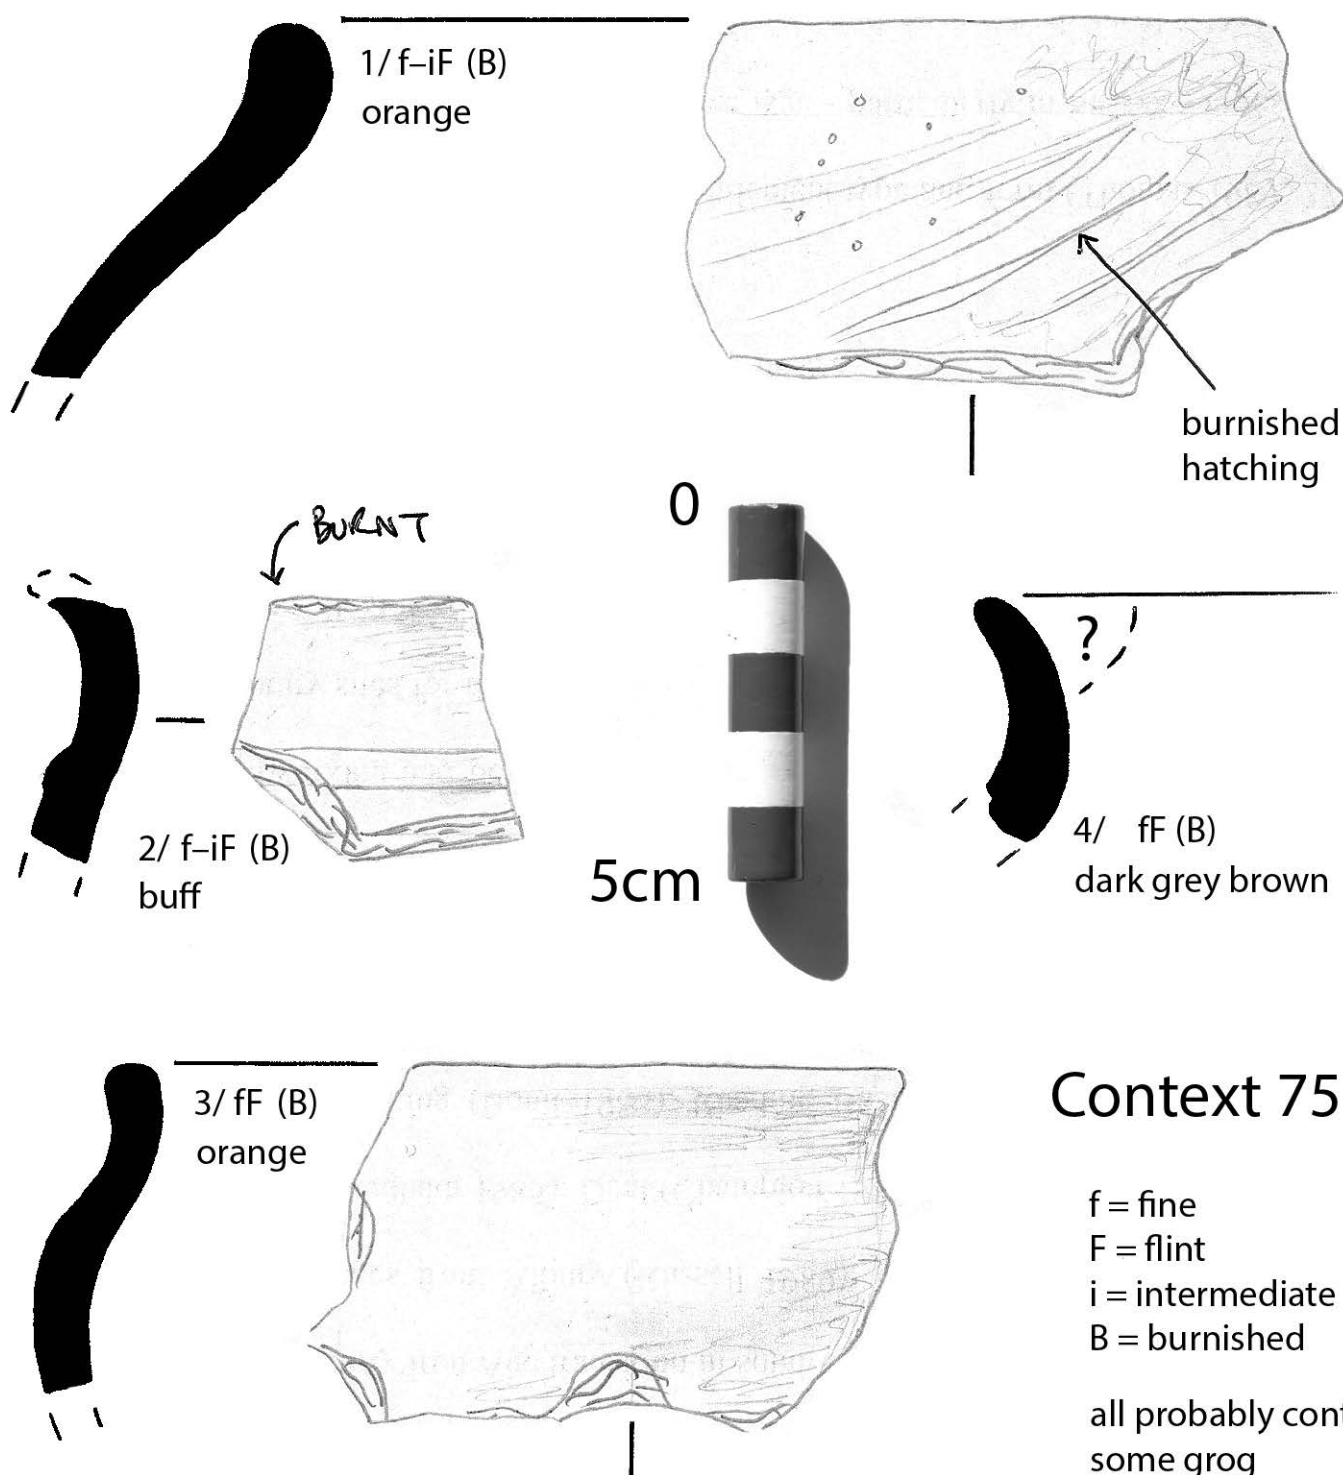 1/ f–iF (B)
orange
burnished
hatching
BURNT
0
?
2/ f–iF (B)
buff
5cm
4/ fF (B)
dark grey brown
3/ fF (B)
orange
Context 75
f = fine
F = flint
i = intermediate
B = burnished
all probably
some grog